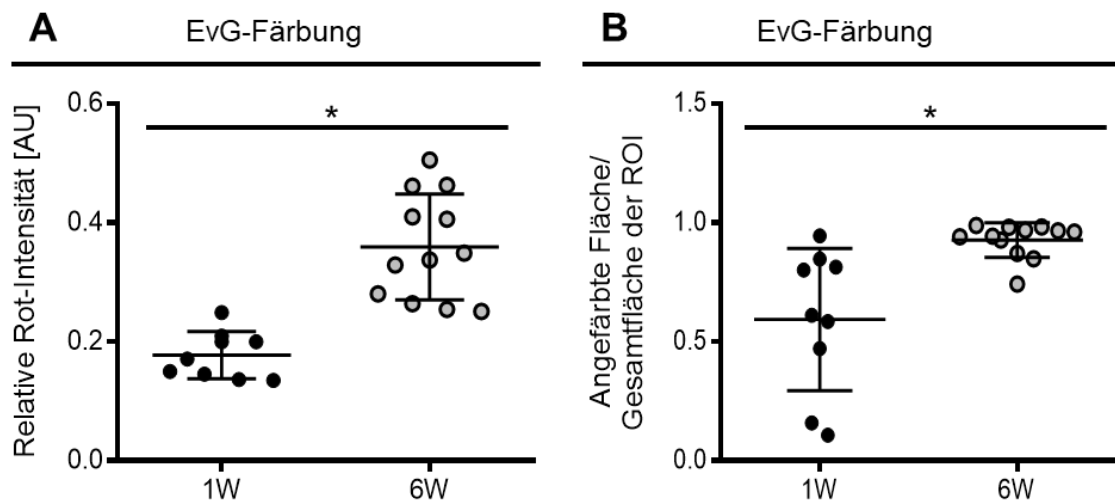 A
EvG-Färbung
Relative Rot-Intensität [AU]
0.6
0.4
0.2
0.0
*
1W
6W
B
EvG-Färbung
Angefärbte Fläche/
Gesamtfläche der ROI
1.5
1.0
0.5
0.0
*
1W
6W